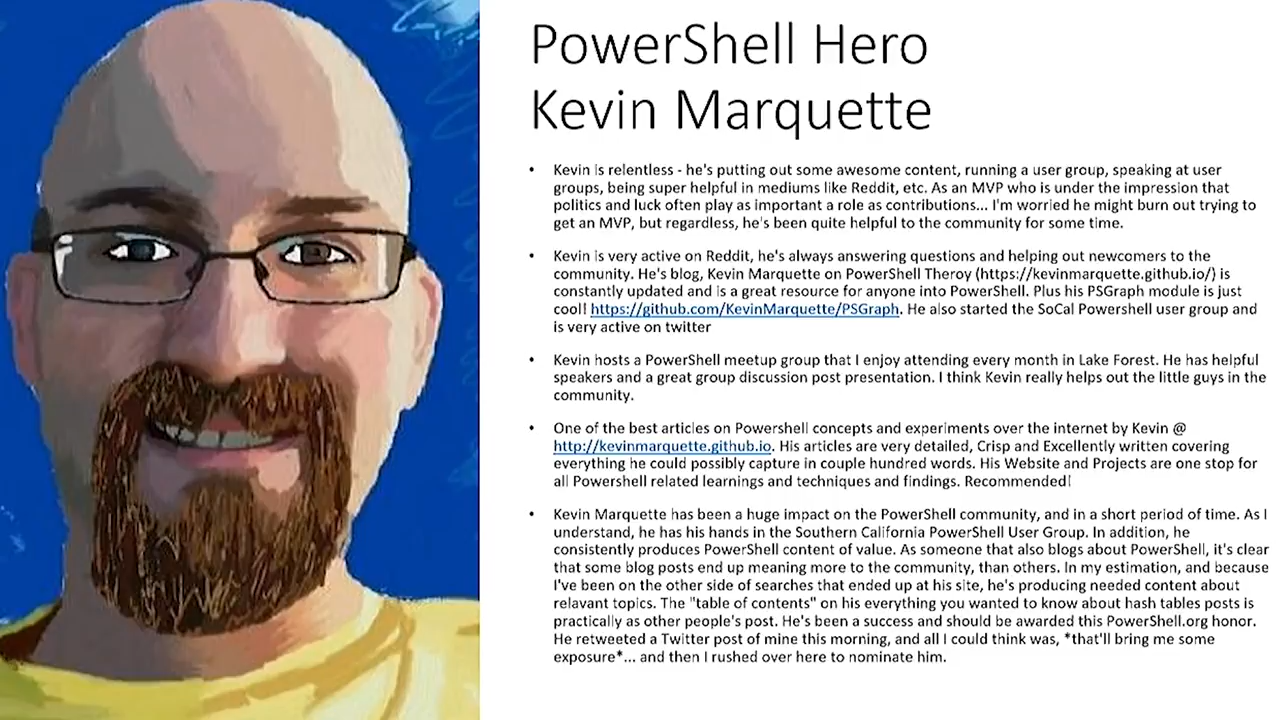 PowerShell Hero
Kevin Marquette
• Kevin is relentless - he's putting out some awesome content, running a user group, speaking at user
groups, being super helpful in mediums like Reddit, etc. As an MVP who is under the impression that
politics and luck often play as important a role as contributions... I'm worried he might burn out trying to
get an MVP, but regardless, he's been quite helpful to the community for some time.
• Kevin is very active on Reddit, he's always answering questions and helping out newcomers to the
community. He's blog, Kevin Marquette on PowerShell Theroy (https://kevinmarquette.github.io/) is
constantly updated and is a great resource for anyone into PowerShell. Plus his PSGraph module is just
cool! https://github.com/KevinMarquette/PSGraph. He also started the SoCal Powershell user group and
is very active on twitter
• Kevin hosts a PowerShell meetup group that I enjoy attending every month in Lake Forest. He has helpful
speakers and a great group discussion post presentation. I think Kevin really helps out the little guys in the
community.
• One of the best articles on Powershell concepts and experiments over the internet by Kevin @
http://kevinmarquette.github.io. His articles are very detailed, Crisp and Excellently written covering
everything he could possibly capture in couple hundred words. His Website and Projects are one stop for
all Powershell related learnings and techniques and findings. Recommended!
• Kevin Marquette has been a huge impact on the PowerShell community, and in a short period of time. As I
understand, he has his hands in the Southern California PowerShell User Group. In addition, he
consistently produces PowerShell content of value. As someone that also blogs about PowerShell, it's clear
that some blog posts end up meaning more to the community, than others. In my estimation, and because
I've been on the other side of searches that ended up at his site, he's producing needed content about
relavant topics. The "table of contents" on his everything you wanted to know about hash tables posts is
practically as other people's post. He's been a success and should be awarded this PowerShell.org honor.
He retweeted a Twitter post of mine this morning, and all I could think was, *that'll bring me some
exposure*... and then I rushed over here to nominate him.